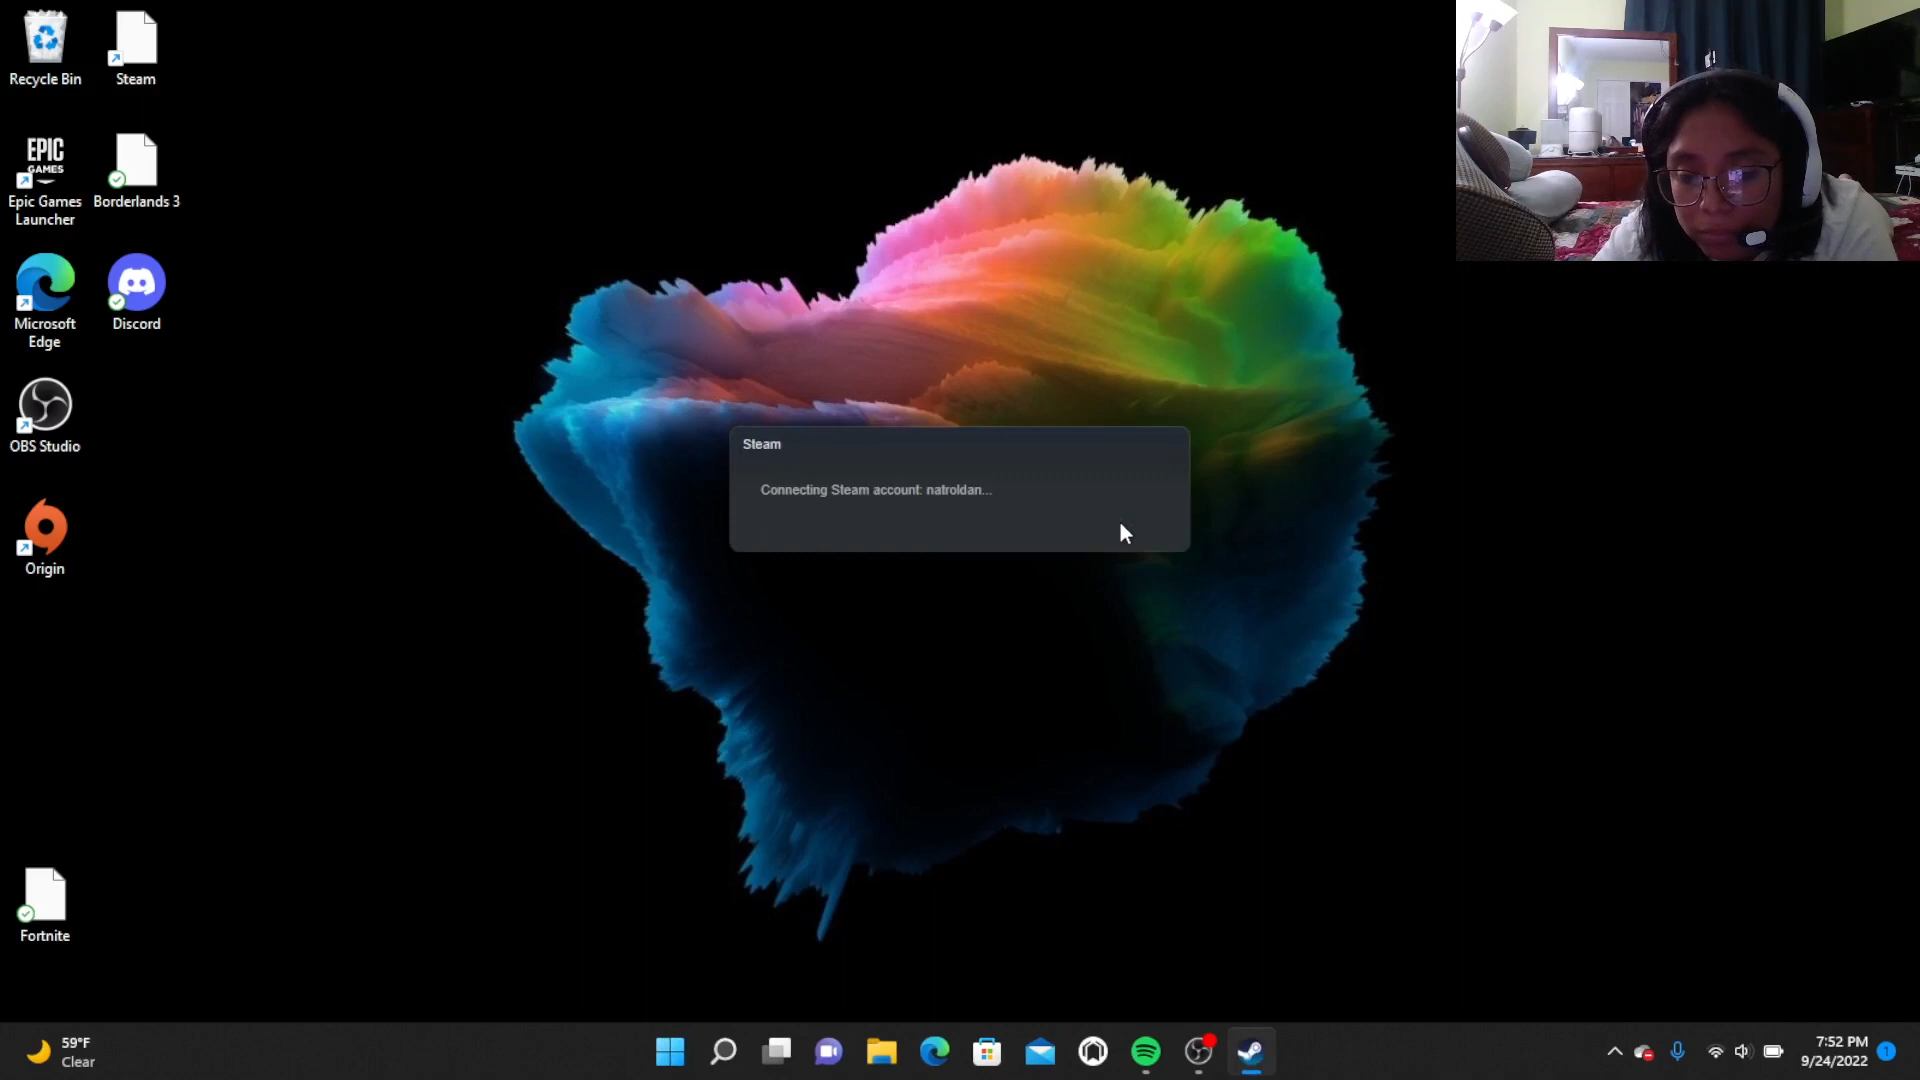 Recycle Bin
Steam
EPIC
GAMES
Epic Games
Launcher
Borderlands 3
Microsoft
Edge
Discord
OBS Studio
Origin
Fortnite
Steam
Connecting Steam account: natroldan...
59°F
Clear
7:52 PM
9/24/2022
1